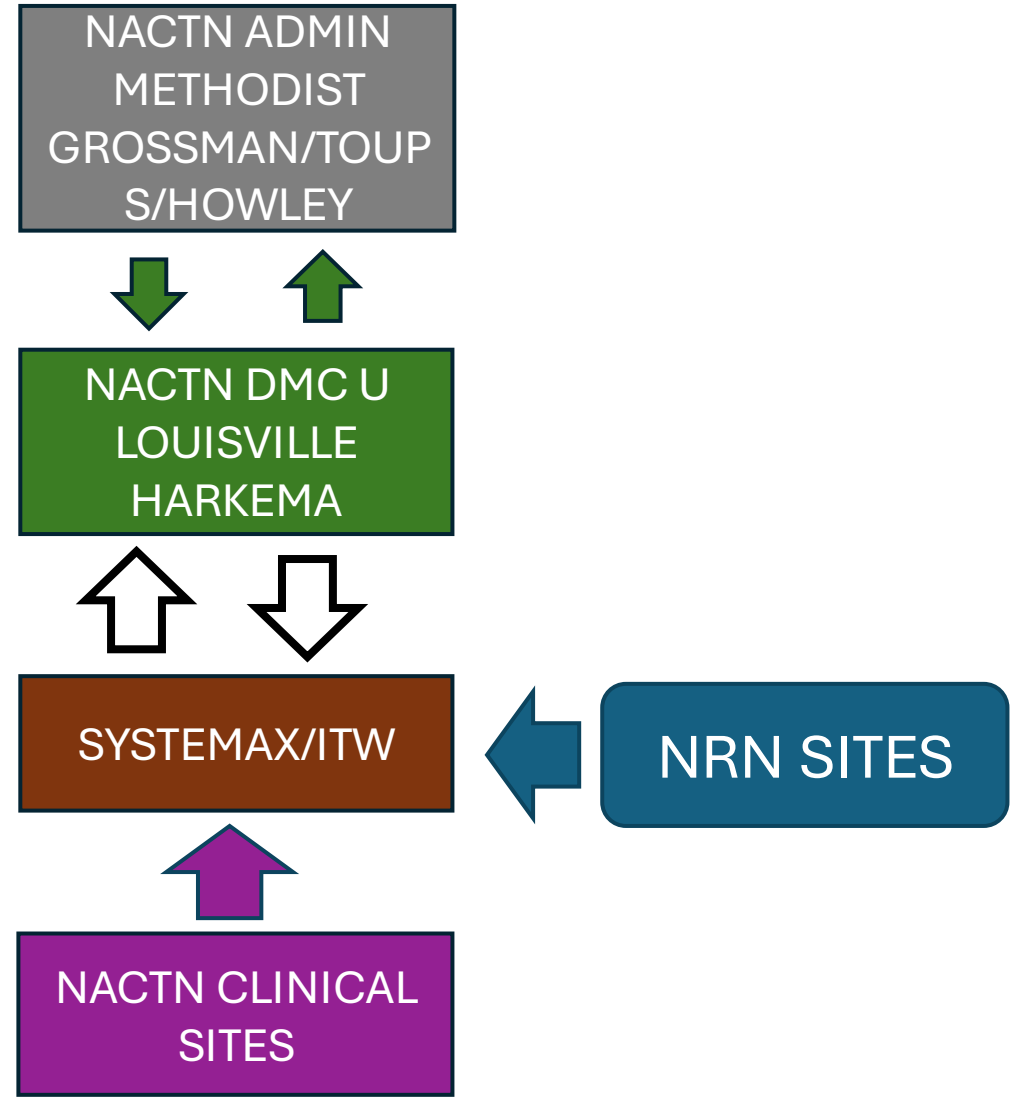 NACTN ADMIN
METHODIST
GROSSMAN/TOUP
S/HOWLEY
NACTN DMC U
LOUISVILLE
HARKEMA
SYSTEMAX/ITW
NRN SITES
NACTN CLINICAL
SITES